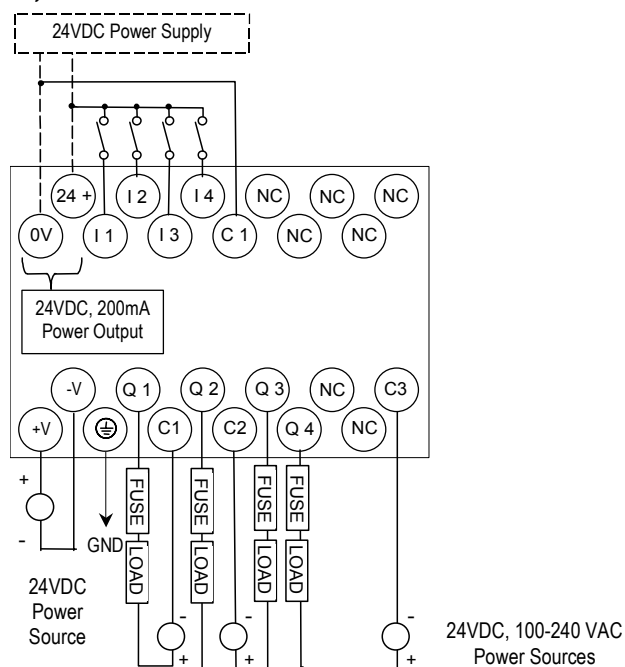 24VDC Power Supply
24 +
I 2
I 4
NC
NC
NC
0V
I 1
I 3
C 1
NC
NC
24VDC, 200mA
Power Output
-V
Q 1
Q 2
Q 3
NC
C3
+V
C1
C2
Q 4
NC
+
-
GND
FUSE
FUSE
FUSE
FUSE
LOAD
LOAD
LOAD
LOAD
24VDC
Power
Source
-
+
-
+
-
+
24VDC, 100-240 VAC
Power Sources